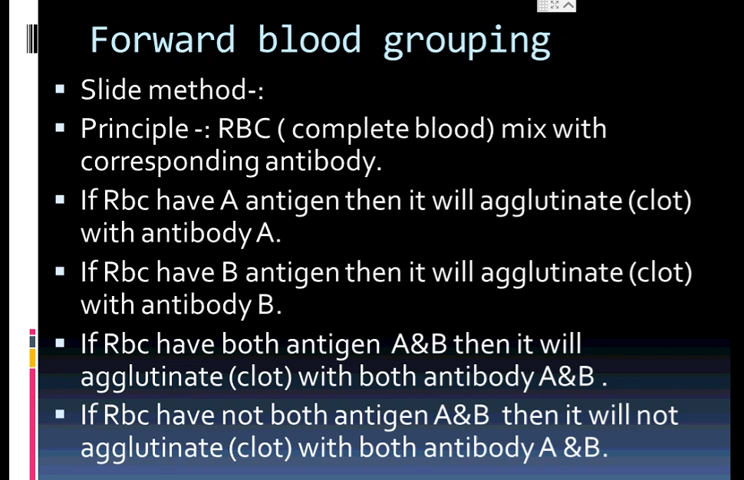 Forward blood grouping
Slide method-:
Principle -: RBC ( complete blood) mix with
corresponding antibody.
If Rbc have A antigen then it will agglutinate (clot)
with antibody A.
If Rbc have B antigen then it will agglutinate (clot)
with antibody B.
If Rbc have both antigen A&B then it will
agglutinate (clot) with both antibody A&B .
If Rbc have not both antigen A&B then it will not
agglutinate (clot) with both antibody A &B.